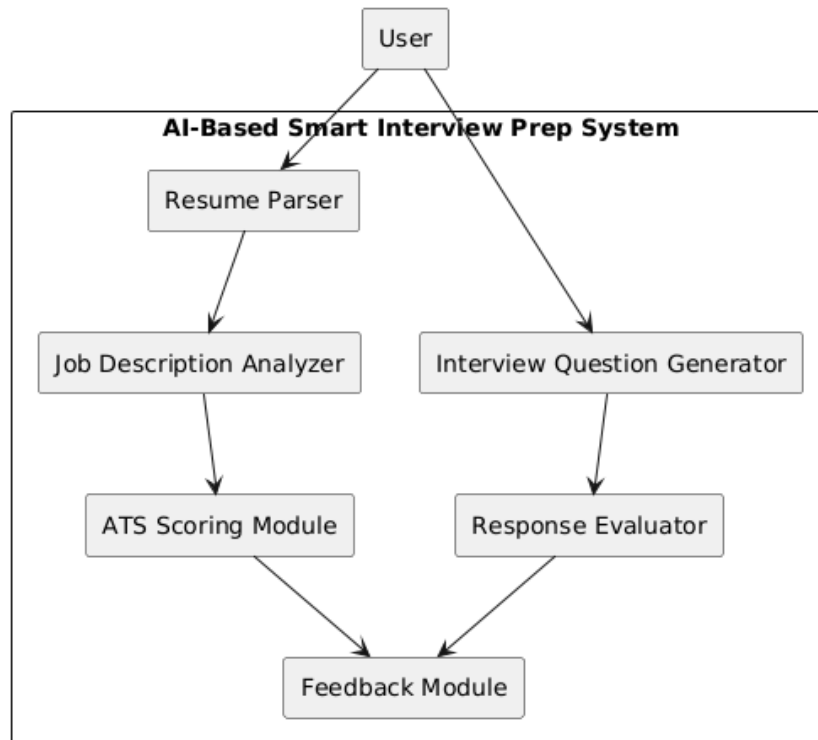 User
AI-Based Smart Interview Prep System
Resume Parser
Job Description Analyzer
Interview Question Generator
ATS Scoring Module
Response Evaluator
Feedback Module